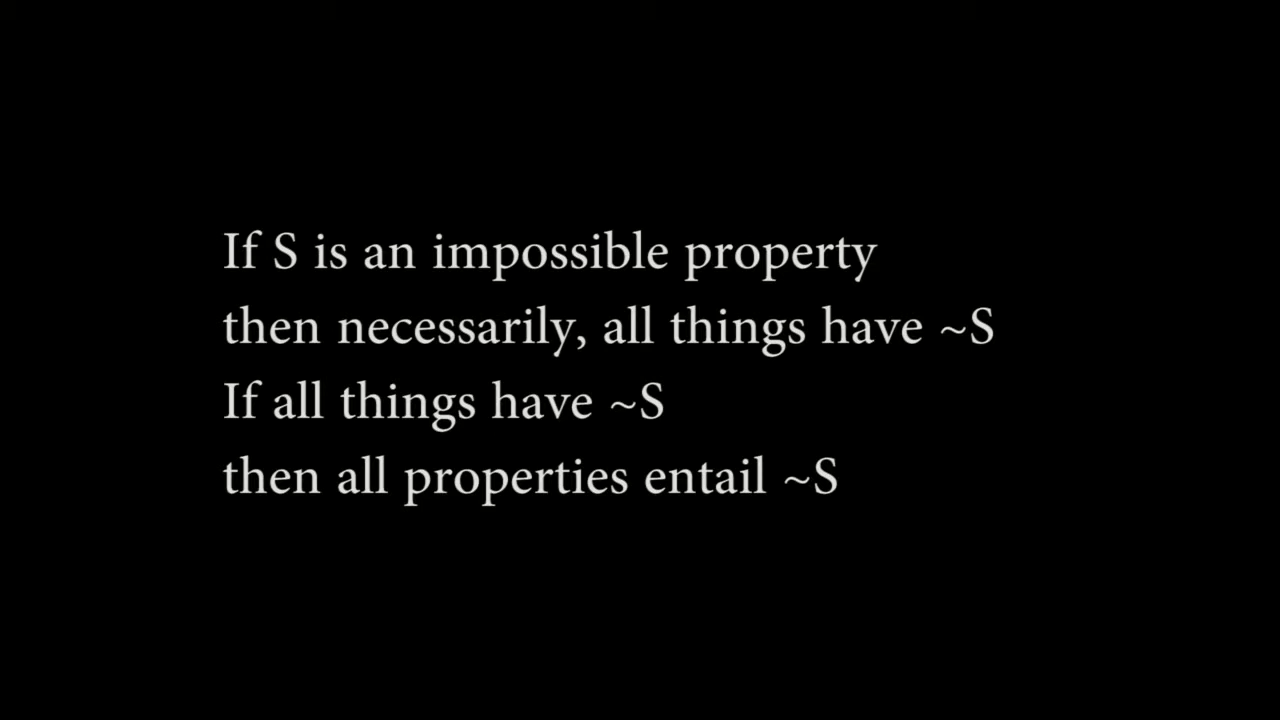 If S is an impossible property
then necessarily, all things have ~S
If all things have ~S
then all properties entail ~S